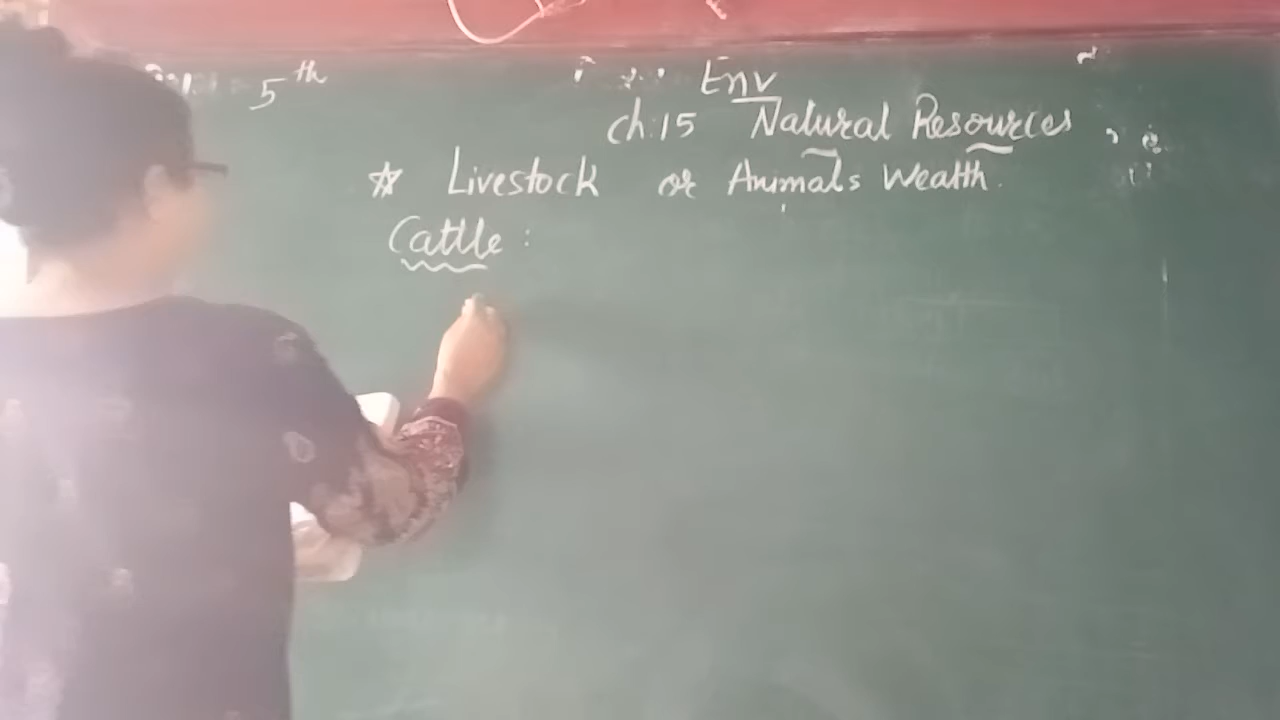 5th
Env
ch:15 Natural Resources
☆ Livestock or Animals Wealth.
Cattle :